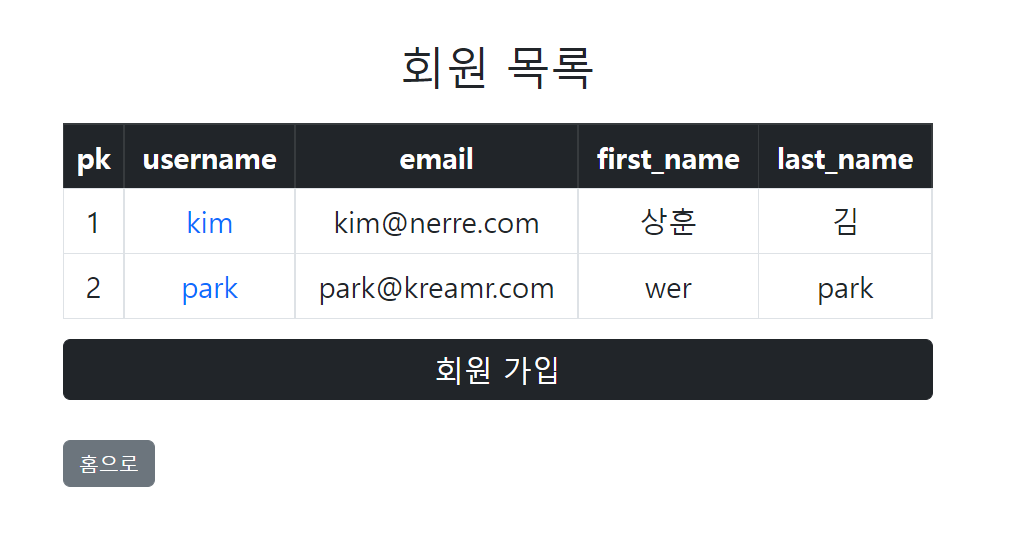 회원 목록
pk username email first_name last_name
1 kim kim@nerre.com 상훈 김
2 park park@kreamr.com wer park
회원 가입
홈으로